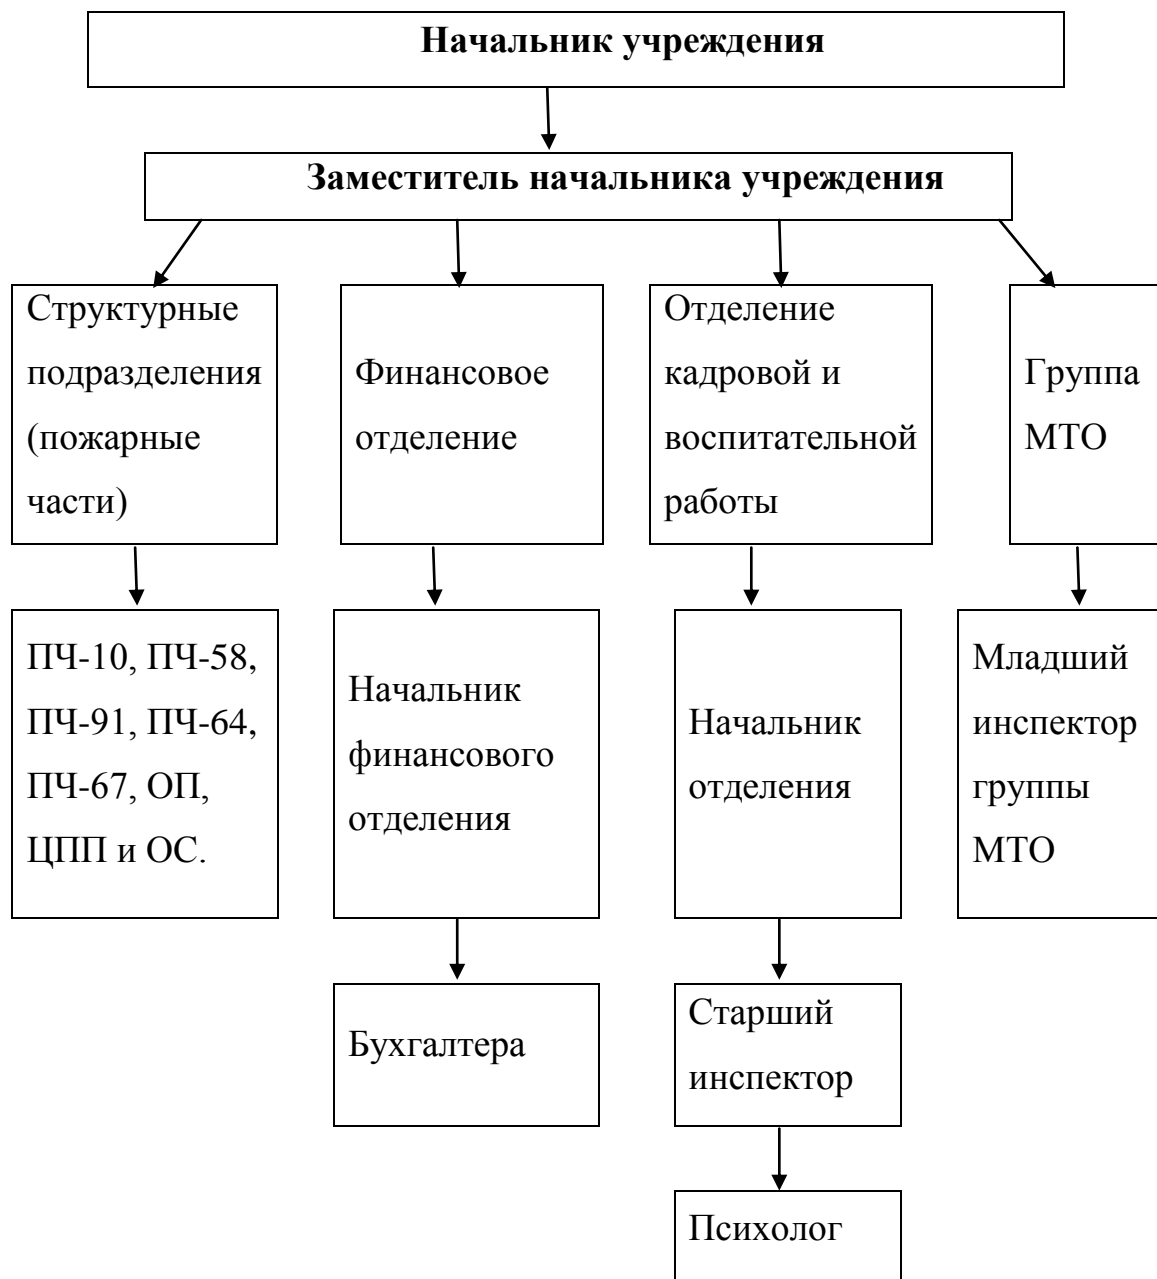 Начальник учреждения
Заместитель начальника учреждения
Структурные
подразделения
(пожарные
части)
Финансовое
отделение
Отделение
кадровой и
воспитательной
работы
Группа
МТО
ПЧ-10, ПЧ-58,
ПЧ-91, ПЧ-64,
ПЧ-67, ОП,
ЦПП и ОС.
Начальник
финансового
отделения
Начальник
отделения
Младший
инспектор
группы
МТО
Бухгалтера
Старший
инспектор
Психолог